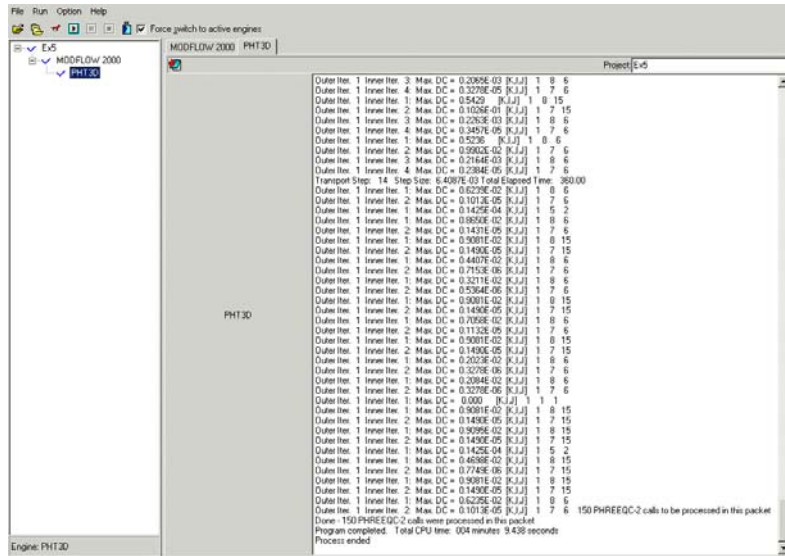 File Run Option Help
Force switch to active engines
Ex5
MODFLOW 2000
PHT3D
MODFLOW 2000 PHT3D
Project: Ex5
PHT3D
Outer Iter. 1 Inner Iter. 3: Max. DC = 0.2065E-03 [K,I,J] 1 8 6
Outer Iter. 1 Inner Iter. 4: Max. DC = 0.3278E-05 [K,I,J] 1 7 6
Outer Iter. 1 Inner Iter. 1: Max. DC = 0.5429 [K,I,J] 1 8 15
Outer Iter. 1 Inner Iter. 2: Max. DC = 0.1026E-01 [K,I,J] 1 7 15
Outer Iter. 1 Inner Iter. 3: Max. DC = 0.2263E-03 [K,I,J] 1 8 6
Outer Iter. 1 Inner Iter. 4: Max. DC = 0.3457E-05 [K,I,J] 1 7 6
Outer Iter. 1 Inner Iter. 1: Max. DC = 0.5236 [K,I,J] 1 8 6
Outer Iter. 1 Inner Iter. 2: Max. DC = 0.9902E-02 [K,I,J] 1 7 6
Outer Iter. 1 Inner Iter. 3: Max. DC = 0.2164E-03 [K,I,J] 1 8 6
Outer Iter. 1 Inner Iter. 4: Max. DC = 0.2384E-05 [K,I,J] 1 7 6
Transport Step: 14 Step Size: 6.4087E-03 Total Elapsed Time: 360.00
Outer Iter. 1 Inner Iter. 1: Max. DC = 0.6239E-02 [K,I,J] 1 8 6
Outer Iter. 1 Inner Iter. 2: Max. DC = 0.1013E-05 [K,I,J] 1 7 6
Outer Iter. 1 Inner Iter. 1: Max. DC = 0.1425E-04 [K,I,J] 1 5 2
Outer Iter. 1 Inner Iter. 1: Max. DC = 0.8650E-02 [K,I,J] 1 8 6
Outer Iter. 1 Inner Iter. 2: Max. DC = 0.1431E-05 [K,I,J] 1 7 6
Outer Iter. 1 Inner Iter. 1: Max. DC = 0.9081E-02 [K,I,J] 1 8 15
Outer Iter. 1 Inner Iter. 2: Max. DC = 0.1490E-05 [K,I,J] 1 7 15
Outer Iter. 1 Inner Iter. 1: Max. DC = 0.4407E-02 [K,I,J] 1 8 6
Outer Iter. 1 Inner Iter. 2: Max. DC = 0.7153E-06 [K,I,J] 1 7 6
Outer Iter. 1 Inner Iter. 1: Max. DC = 0.3211E-02 [K,I,J] 1 8 6
Outer Iter. 1 Inner Iter. 2: Max. DC = 0.5364E-06 [K,I,J] 1 7 6
Outer Iter. 1 Inner Iter. 1: Max. DC = 0.9081E-02 [K,I,J] 1 8 15
Outer Iter. 1 Inner Iter. 2: Max. DC = 0.1490E-05 [K,I,J] 1 7 15
Outer Iter. 1 Inner Iter. 1: Max. DC = 0.7058E-02 [K,I,J] 1 8 6
Outer Iter. 1 Inner Iter. 2: Max. DC = 0.1132E-05 [K,I,J] 1 7 6
Outer Iter. 1 Inner Iter. 1: Max. DC = 0.9081E-02 [K,I,J] 1 8 15
Outer Iter. 1 Inner Iter. 2: Max. DC = 0.1490E-05 [K,I,J] 1 7 15
Outer Iter. 1 Inner Iter. 1: Max. DC = 0.2023E-02 [K,I,J] 1 8 6
Outer Iter. 1 Inner Iter. 2: Max. DC = 0.3278E-06 [K,I,J] 1 7 6
Outer Iter. 1 Inner Iter. 1: Max. DC = 0.2084E-02 [K,I,J] 1 8 6
Outer Iter. 1 Inner Iter. 2: Max. DC = 0.3278E-06 [K,I,J] 1 7 6
Outer Iter. 1 Inner Iter. 1: Max. DC = 0.000 [K,I,J] 1 1 1
Outer Iter. 1 Inner Iter. 1: Max. DC = 0.9081E-02 [K,I,J] 1 8 15
Outer Iter. 1 Inner Iter. 2: Max. DC = 0.1490E-05 [K,I,J] 1 7 15
Outer Iter. 1 Inner Iter. 1: Max. DC = 0.9095E-02 [K,I,J] 1 8 15
Outer Iter. 1 Inner Iter. 2: Max. DC = 0.1490E-05 [K,I,J] 1 7 15
Outer Iter. 1 Inner Iter. 1: Max. DC = 0.1425E-04 [K,I,J] 1 5 2
Outer Iter. 1 Inner Iter. 1: Max. DC = 0.4698E-02 [K,I,J] 1 8 15
Outer Iter. 1 Inner Iter. 2: Max. DC = 0.7749E-06 [K,I,J] 1 7 15
Outer Iter. 1 Inner Iter. 1: Max. DC = 0.9081E-02 [K,I,J] 1 8 15
Outer Iter. 1 Inner Iter. 2: Max. DC = 0.1490E-05 [K,I,J] 1 7 15
Outer Iter. 1 Inner Iter. 1: Max. DC = 0.6235E-02 [K,I,J] 1 8 6
Outer Iter. 1 Inner Iter. 2: Max. DC = 0.1013E-05 [K,I,J] 1 7 6 150 PHREEQC-2 calls to be processed in this packet
Done - 150 PHREEQC-2 calls were processed in this packet
Program completed. Total CPU time: 004 minutes 9.438 seconds
Process ended
Engine: PHT3D